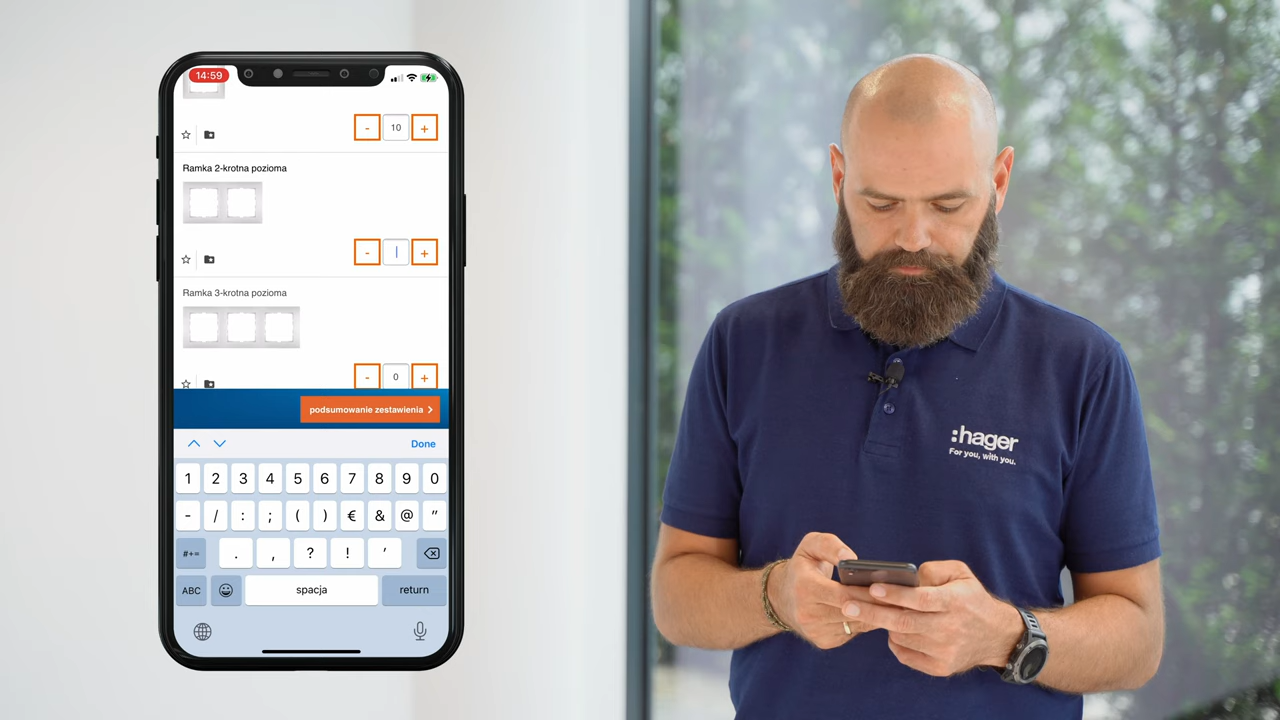 14:59
- 10 +
Ramka 2-krotna pozioma
- +
Ramka 3-krotna pozioma
- 0 +
podsumowanie zestawienia
Done
1 2 3 4 5 6 7 8 9 0
- / : ; ( ) € & @ "
#+= . , ? ! '
ABC spacja return
:hager
For you, with you.